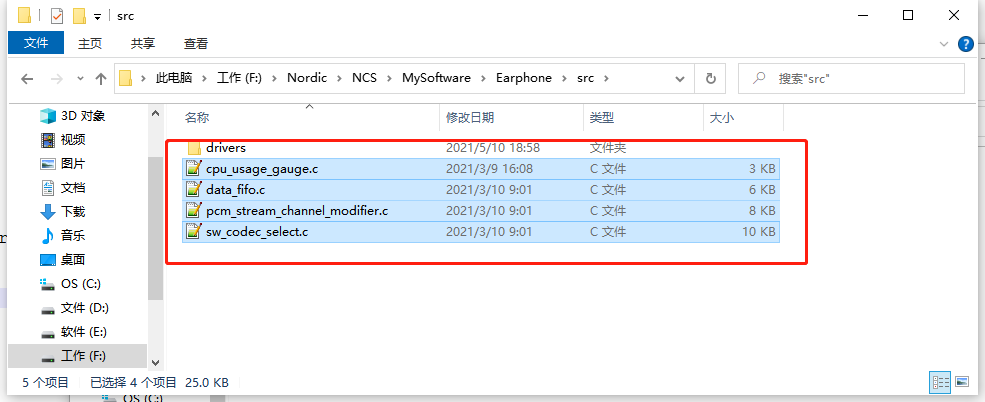 src
文件 主页 共享 查看
此电脑 工作 (F:) Nordic NCS MySoftware Earphone src 搜索"src"
名称 修改日期 类型 大小
3D 对象
视频
图片
文档
下载
音乐
桌面
OS (C:)
文件 (D:)
软件 (E:)
工作 (F:)
drivers 2021/5/10 18:58 文件夹
cpu_usage_gauge.c 2021/3/9 16:08 C 文件 3 KB
data_fifo.c 2021/3/10 9:01 C 文件 6 KB
pcm_stream_channel_modifier.c 2021/3/10 9:01 C 文件 8 KB
sw_codec_select.c 2021/3/10 9:01 C 文件 10 KB
5 个项目 已选择 4 个项目 25.0 KB
OS (C:)